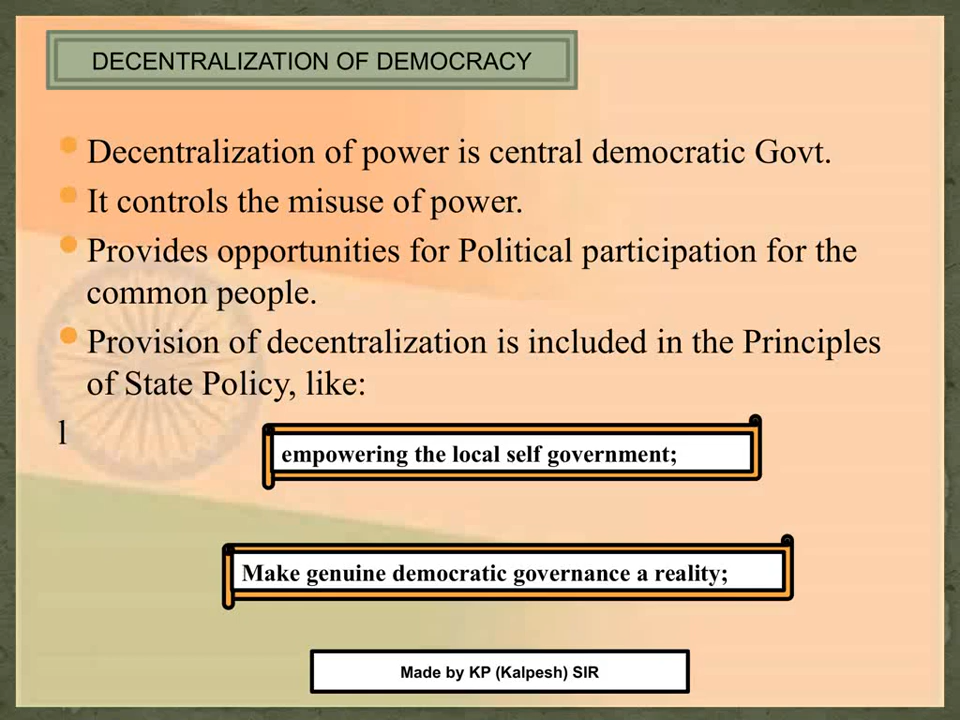 DECENTRALIZATION OF DEMOCRACY
Decentralization of power is central democratic Govt.
It controls the misuse of power.
Provides opportunities for Political participation for the
common people.
Provision of decentralization is included in the Principles
of State Policy, like:
l
empowering the local self government;
Make genuine democratic governance a reality;
Made by KP (Kalpesh) SIR